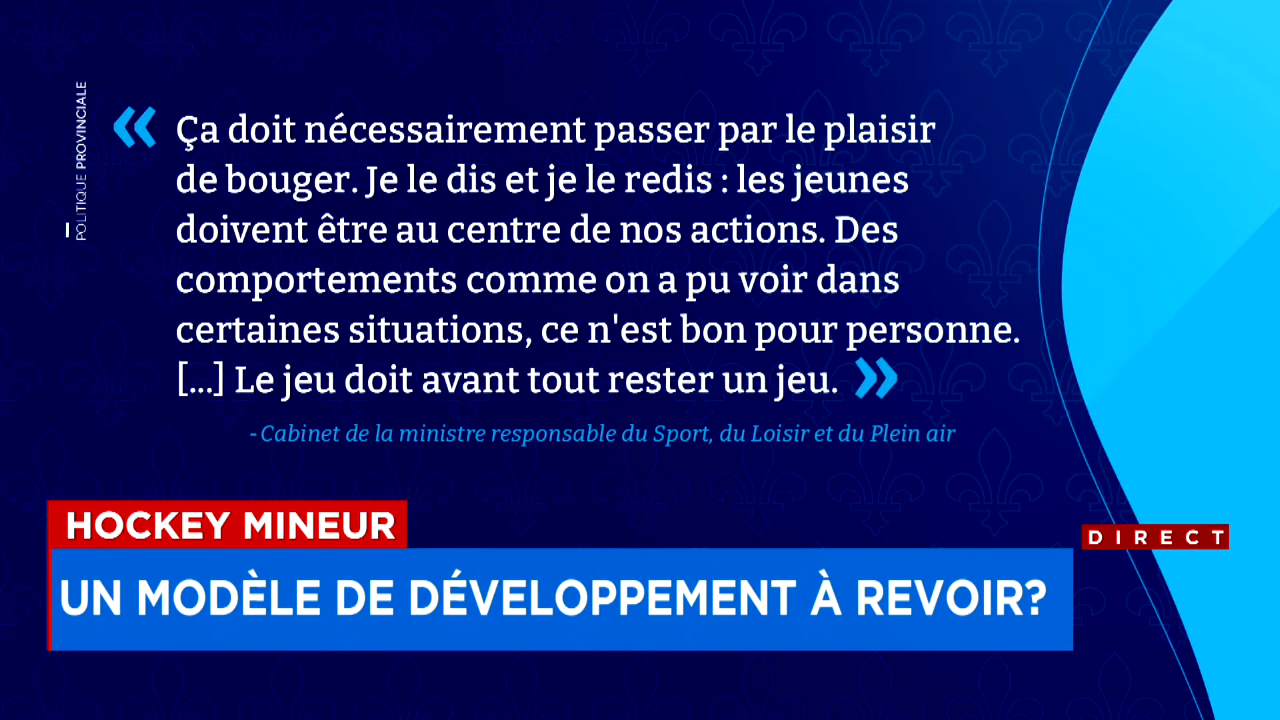 POLITIQUE PROVINCIALE
« Ça doit nécessairement passer par le plaisir
de bouger. Je le dis et je le redis : les jeunes
doivent être au centre de nos actions. Des
comportements comme on a pu voir dans
certaines situations, ce n'est bon pour personne.
[...] Le jeu doit avant tout rester un jeu. »
- Cabinet de la ministre responsable du Sport, du Loisir et du Plein air
HOCKEY MINEUR
DIRECT
UN MODÈLE DE DÉVELOPPEMENT À REVOIR?